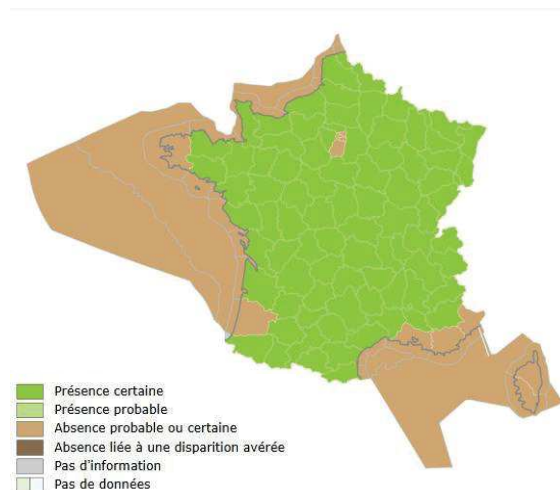 Présence certaine
Présence probable
Absence probable ou certaine
Absence liée à une disparition avérée
Pas d'information
Pas de données